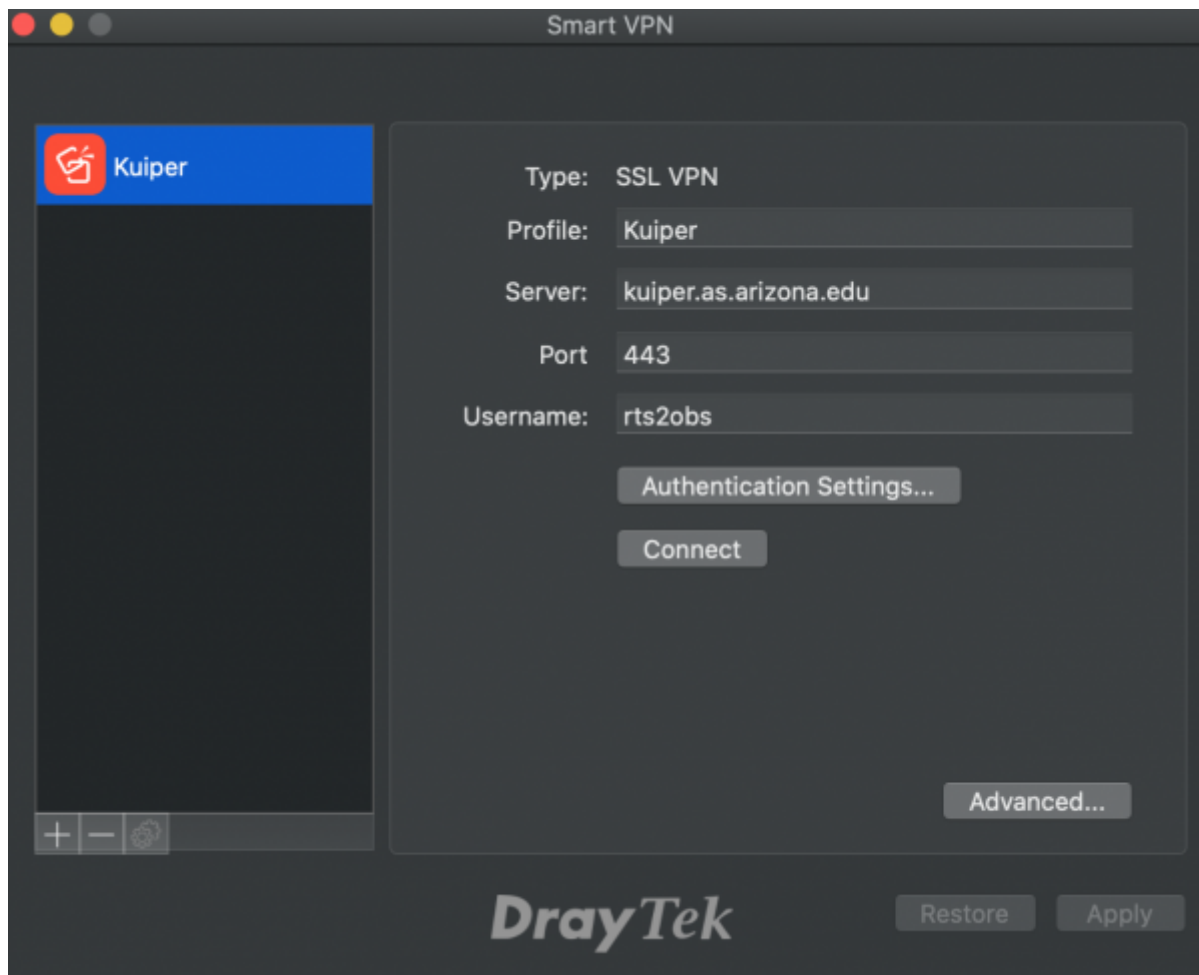 Smart VPN
Kuiper
Type: SSL VPN
Profile: Kuiper
Server: kuiper.as.arizona.edu
Port 443
Username: rts2obs
Authentication Settings...
Connect
Advanced...
DrayTek
Restore Apply